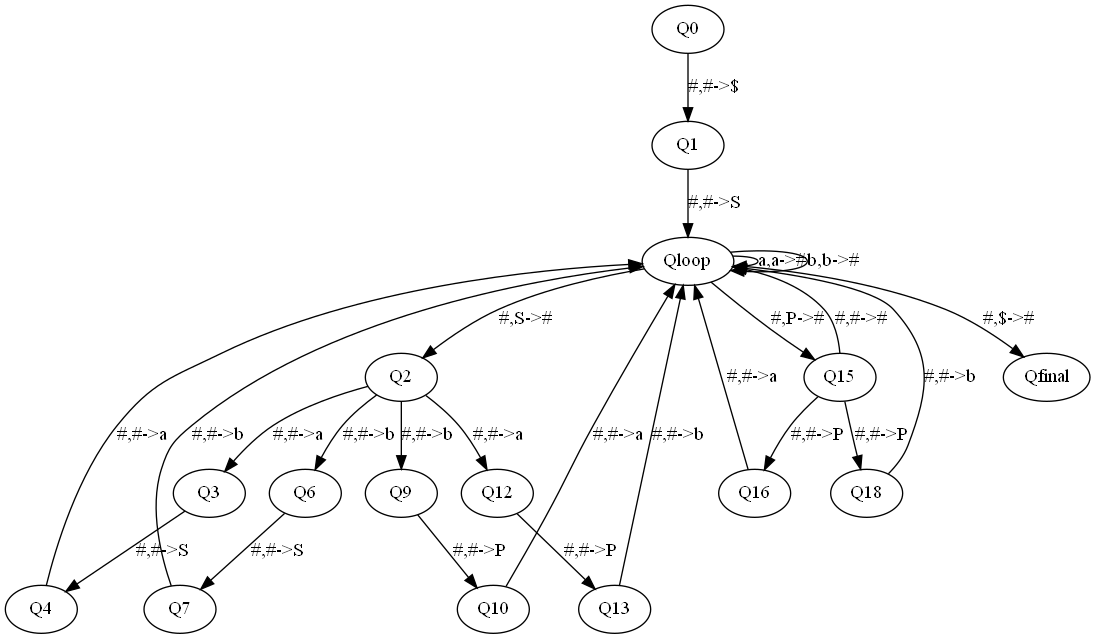 Q0
#,#->$
Q1
#,#->S
Qloop
a,a->#
b,b->#
#,S->#
#,P->#
#,#->#
#,$->#
Q2
Q15
Qfinal
#,#->a
#,#->b
#,#->a
#,#->b
#,#->b
#,#->a
#,#->a
#,#->b
#,#->a
#,#->b
#,#->P
#,#->P
Q3
Q6
Q9
Q12
Q16
Q18
#,#->S
#,#->S
#,#->P
#,#->P
Q4
Q7
Q10
Q13